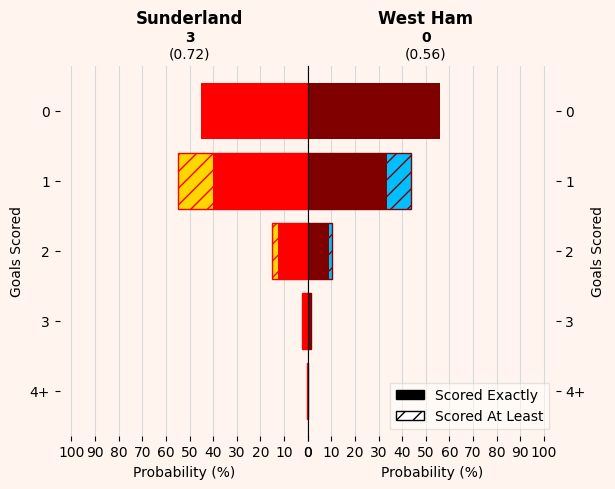 Sunderland
3
(0.72)
West Ham
0
(0.56)
Goals Scored
0
1
2
3
4+
0
1
2
3
4+
Goals Scored
100 90 80 70 60 50 40 30 20 10 0
0 10 20 30 40 50 60 70 80 90 100
Probability (%)
Probability (%)
Scored Exactly
Scored At Least